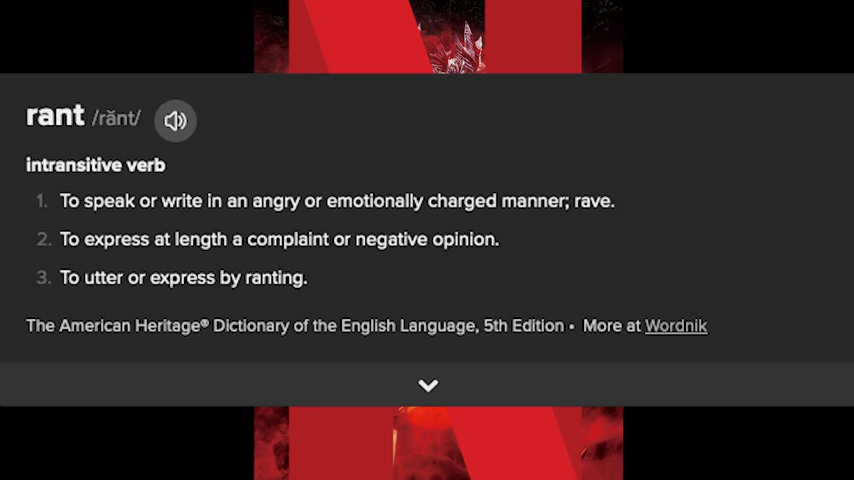 rant /rănt/
intransitive verb
1. To speak or write in an angry or emotionally charged manner; rave.
2. To express at length a complaint or negative opinion.
3. To utter or express by ranting.
The American Heritage® Dictionary of the English Language, 5th Edition • More at Wordnik